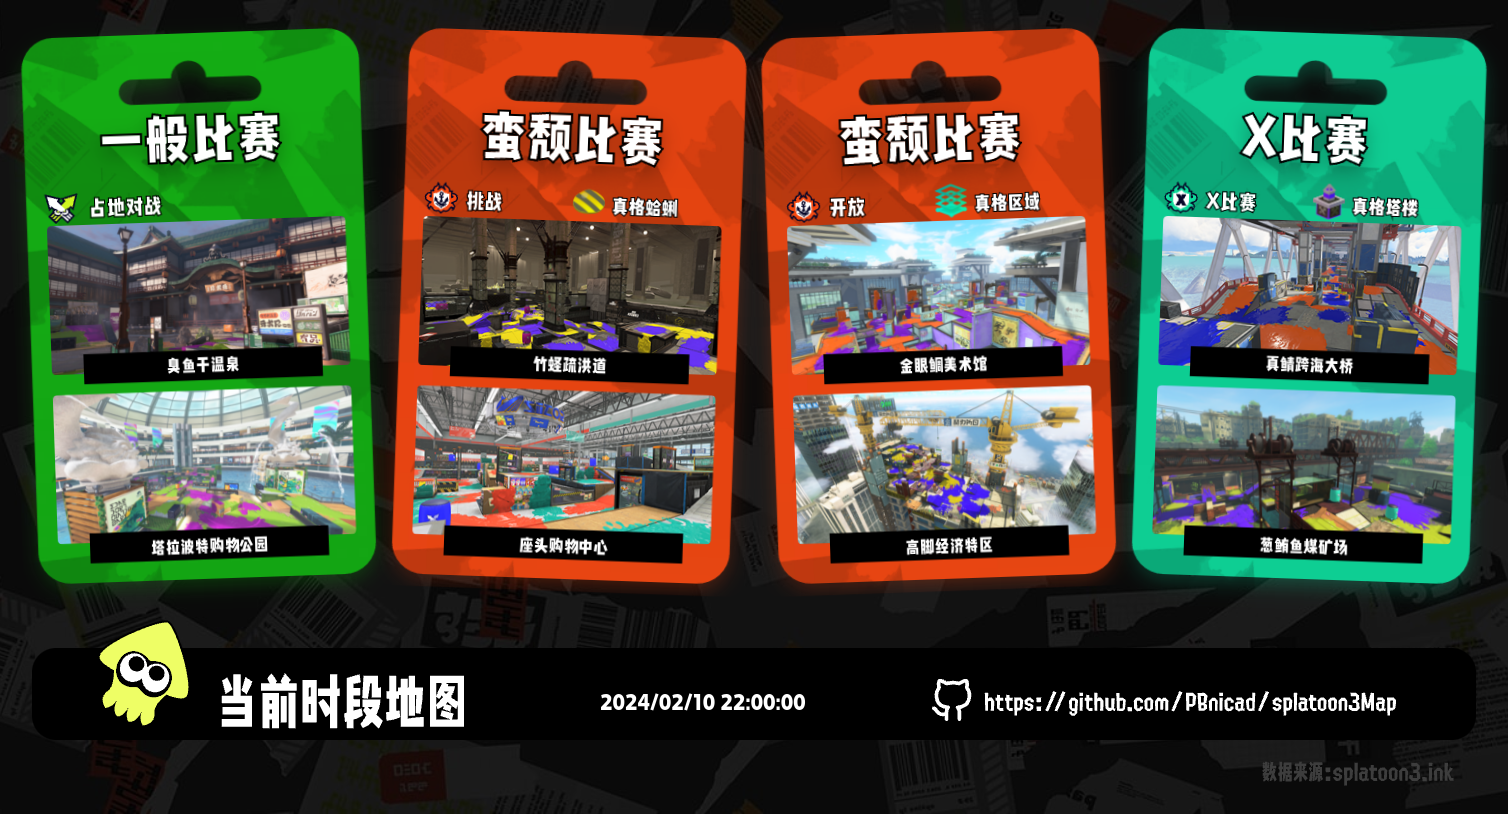 一般比赛
占地对战
臭鱼干温泉
塔拉波特购物公园
蛮颓比赛
挑战
真格蛤蜊
竹蛏疏洪道
座头购物中心
蛮颓比赛
开放
真格区域
金眼鲷美术馆
高脚经济特区
X比赛
X比赛
真格塔楼
真鲭跨海大桥
葱鲔鱼煤矿场
当前时段地图
2024/02/10 22:00:00
https://github.com/PBnicad/splatoon3Map
数据来源:splatoon3.ink